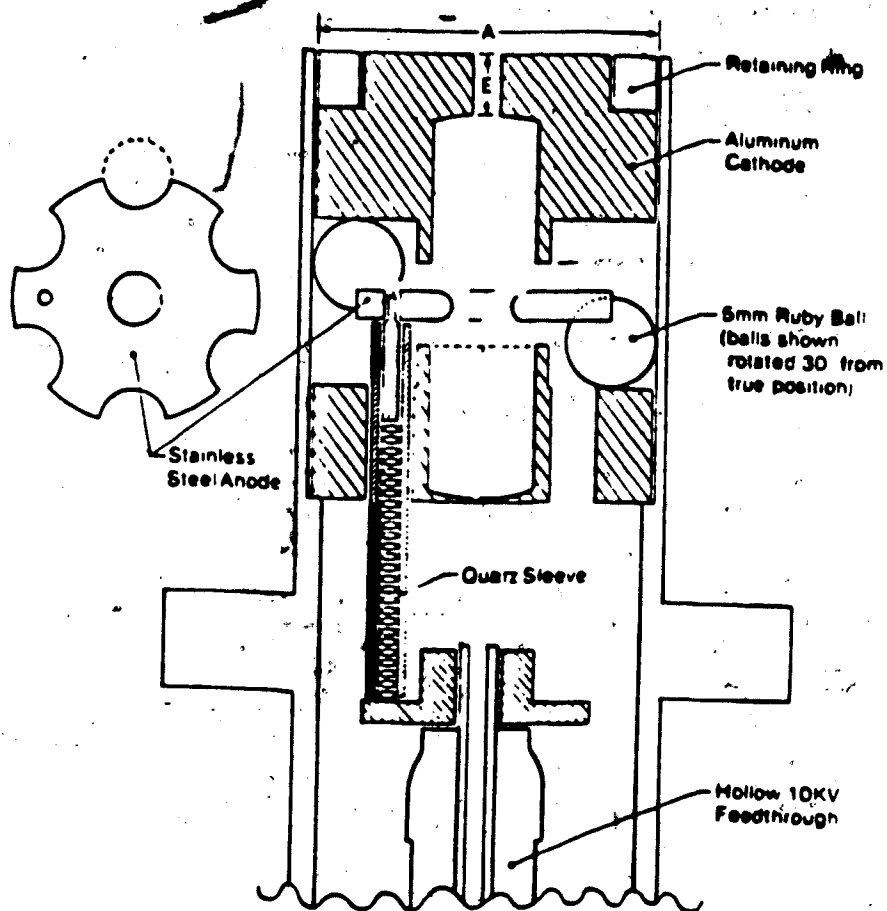 A
E
Retaining Ring
Aluminum
Cathode
5mm Ruby Ball
(balls shown
rotated 30 from
true position)
Stainless
Steel Anode
Quarz Sleeve
Hollow 10KV
Feedthrough